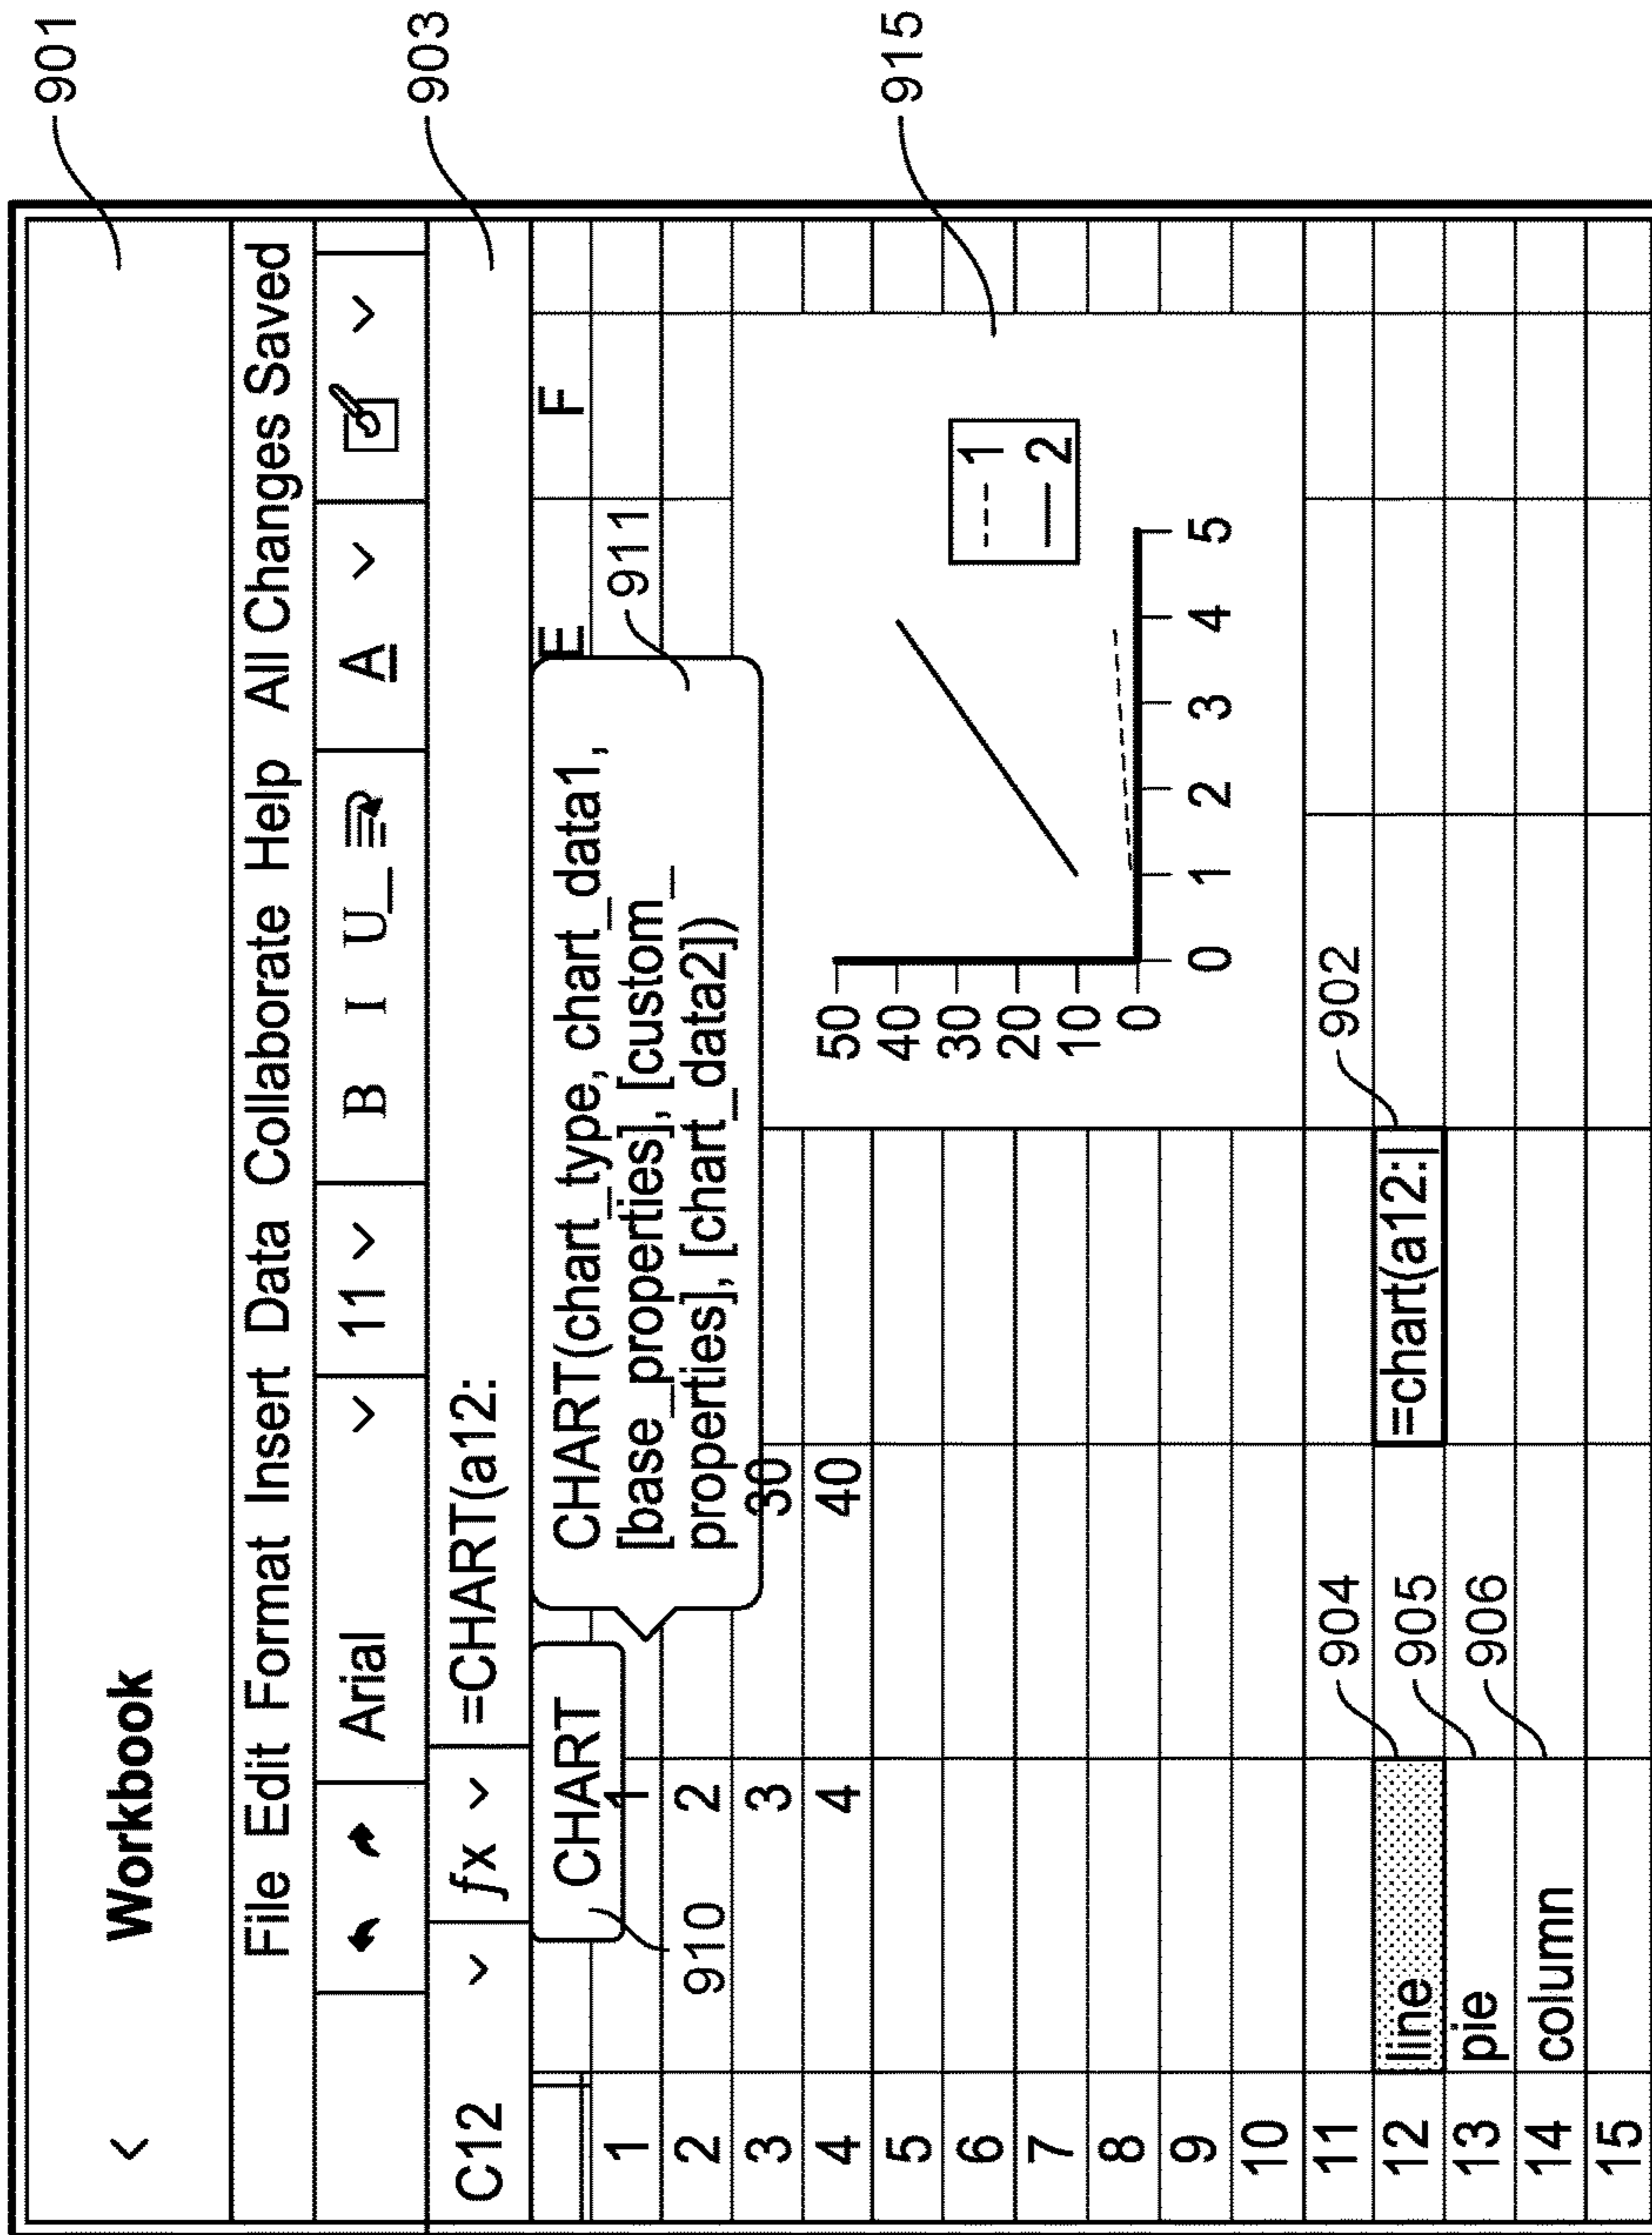 901
< Workbook
File Edit Format Insert Data Collaborate Help All Changes Saved
Arial 11 B I U A
903
C12 fx =CHART(a12:
E F
CHART
CHART(chart_type, chart_data1,
[base_properties], [custom_
properties], [chart_data2])
911
910
1 1
2 2
3 3 30
4 4 40
5
6
7
8
9
10
915
50
40
30
20
10
0
0 1 2 3 4 5
1
2
11
904
902
12 line =chart(a12:
905
13 pie
906
14 column
15